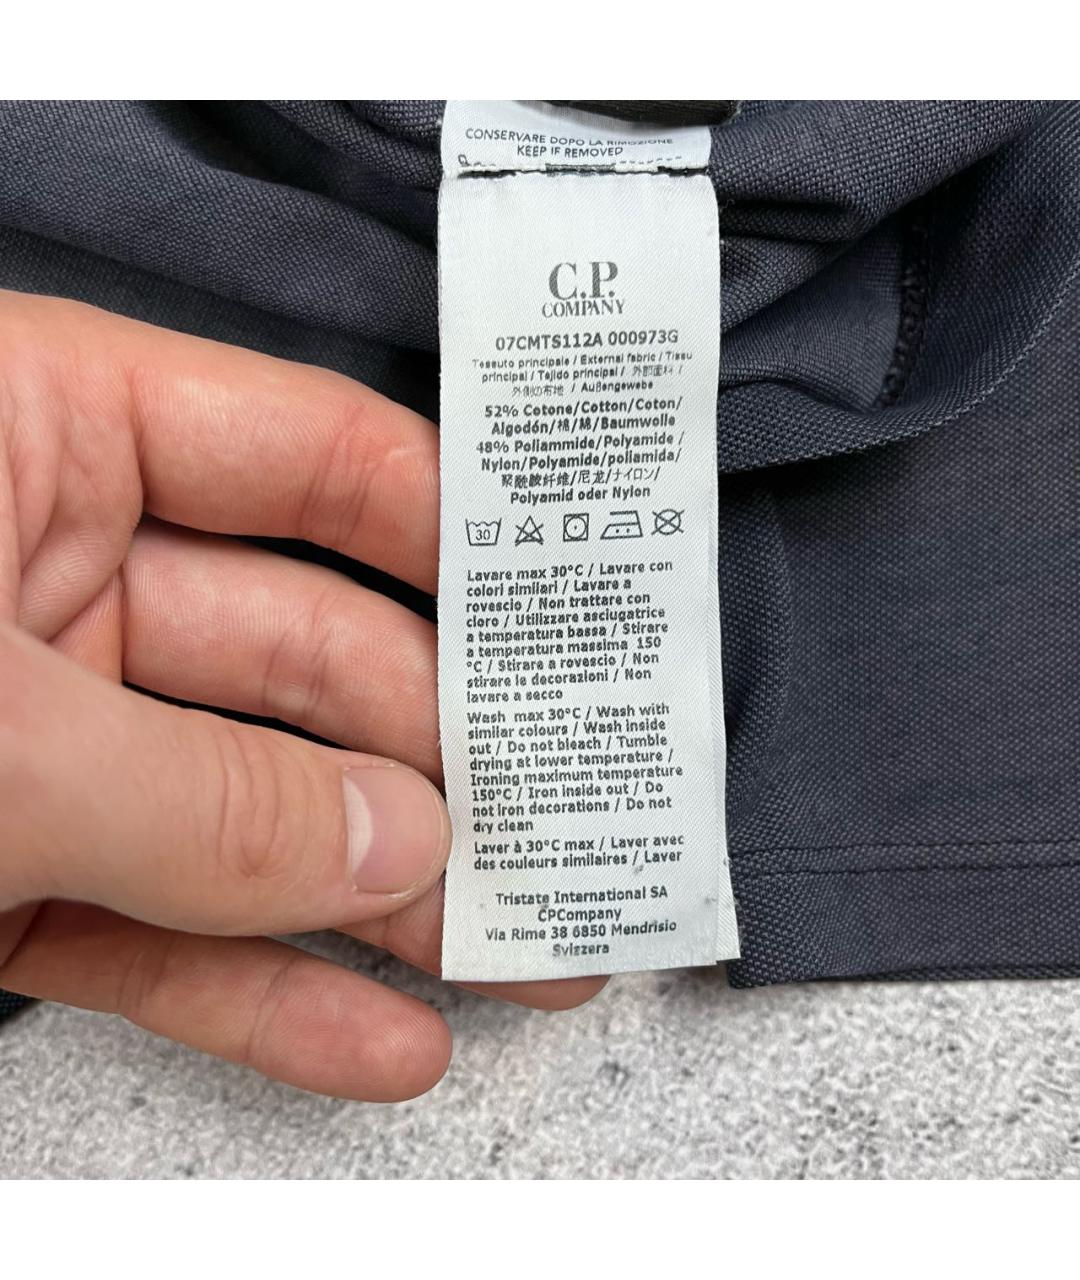 CONSERVARE DOPO LA RIMOZIONE
KEEP IF REMOVED
C.P.
COMPANY
07CMTS112A 000973G
Tessuto principale / External fabric / Tissu
principal / Tejido principal / 外部面料 /
外側の布地 / Außengewebe
52% Cotone/Cotton/Coton/
Algodón/棉/綿/Baumwolle
48% Poliammide/Polyamide /
Nylon/Polyamide/poliamida/
聚酰胺纤维/尼龙/ナイロン/
Polyamid oder Nylon
30
Lavare max 30°C / Lavare con
colori similari / Lavare a
rovescio / Non trattare con
cloro / Utilizzare asciugatrice
a temperatura bassa / Stirare
a temperatura massima 150
°C / Stirare a rovescio / Non
stirare le decorazioni / Non
lavare a secco
Wash max 30°C / Wash with
similar colours / Wash inside
out / Do not bleach / Tumble
drying at lower temperature /
Ironing maximum temperature
150°C / Iron inside out / Do
not iron decorations / Do not
dry clean
Laver à 30°C max / Laver avec
des couleurs similaires / Laver
Tristate International SA
CPCompany
Via Rime 38 6850 Mendrisio
Svizzera